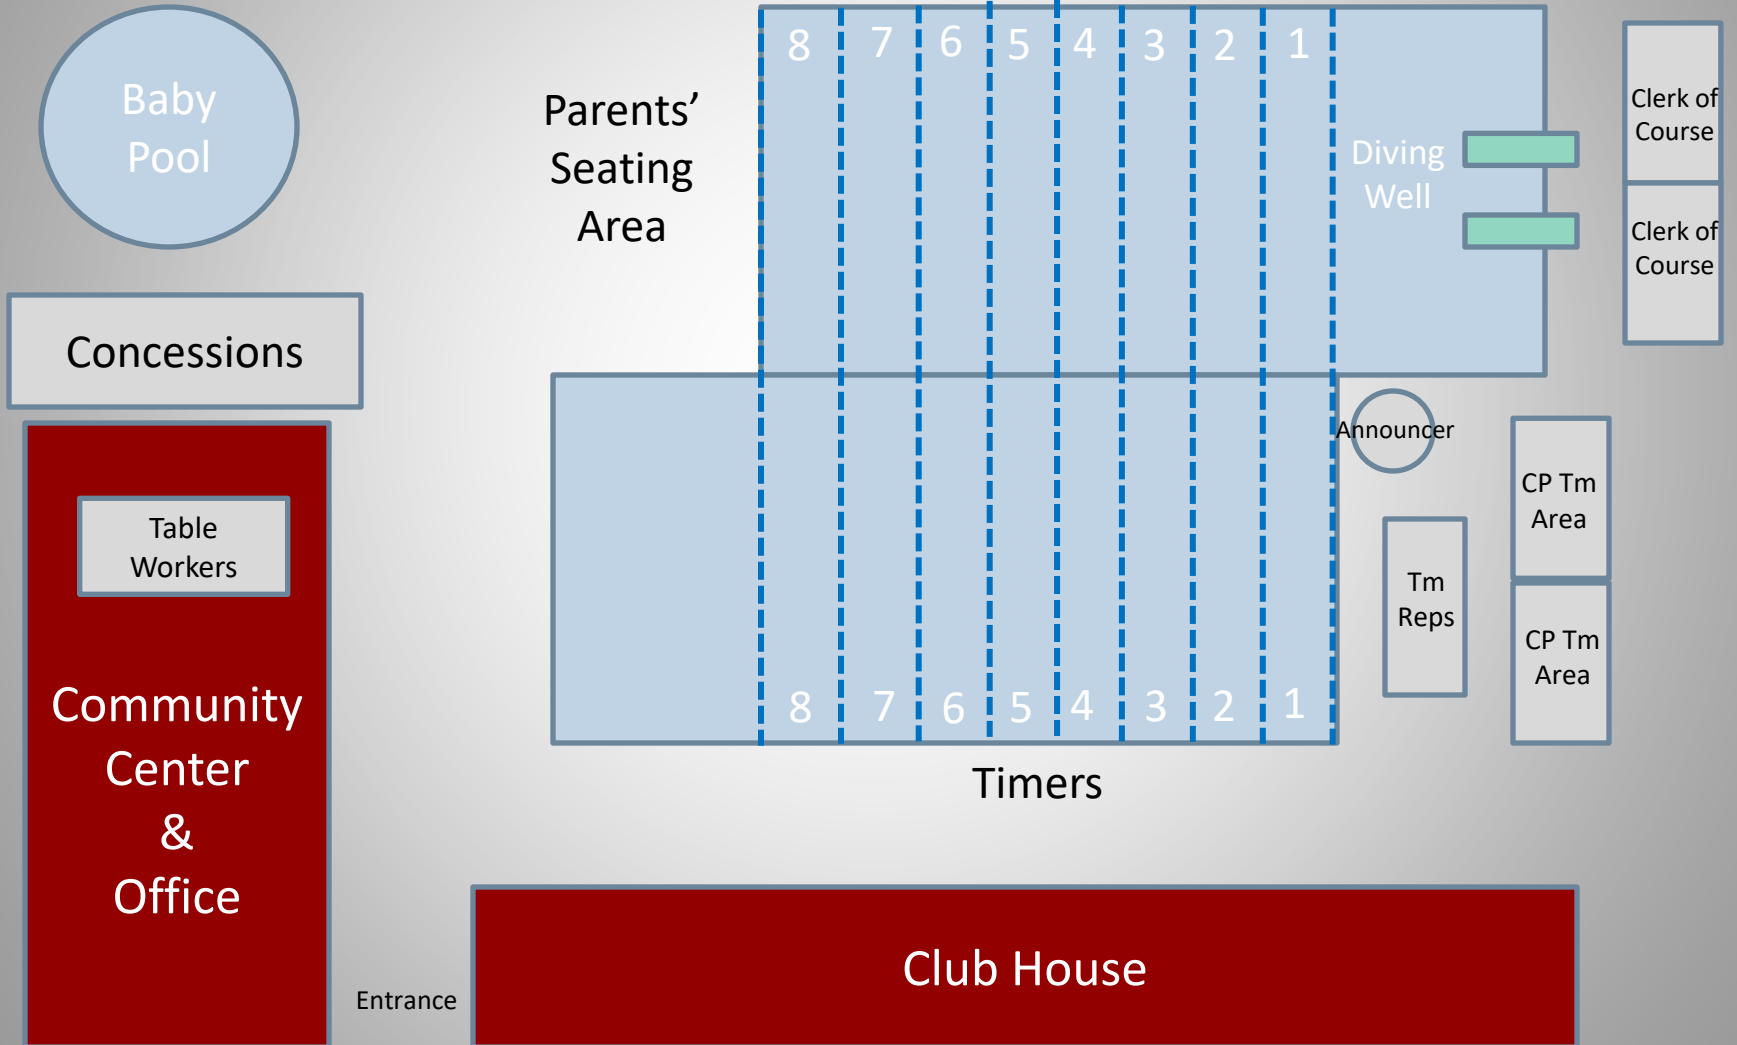 8 7 6 5 4 3 2 1
Baby
Pool
Parents’
Seating
Area
Diving
Well
Clerk of
Course
Clerk of
Course
Concessions
Announcer
CP Tm
Area
Table
Workers
Tm
Reps
CP Tm
Area
8 7 6 5 4 3 2 1
Community
Center
&
Office
Timers
Club House
Entrance